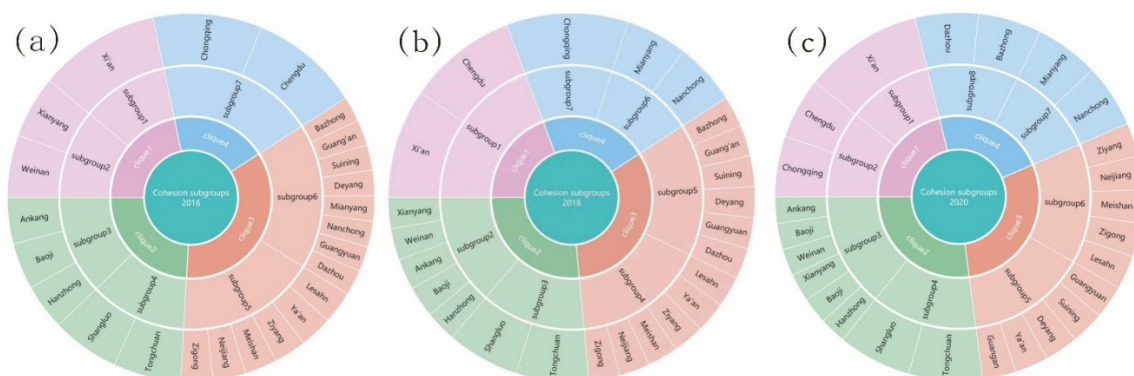 (a)
Cohesion subgroups
2016
clique1
clique4
clique3
clique2
subgroup1
subgroup7
subgroup6
subgroup5
subgroup4
subgroup3
subgroup2
Xi'an
Chongqing
Chengdu
Bazhong
Guang'an
Suining
Deyang
Mianyang
Nanchong
Guangyuan
Dazhou
Lesahn
Ya'an
Ziyang
Meishan
Neijiang
Zigong
Tongchuan
Shangluo
Hanzhong
Baoji
Ankang
Weinan
Xianyang
(b)
Cohesion subgroups
2018
clique1
clique4
clique3
clique2
subgroup1
subgroup7
subgroup6
subgroup5
subgroup4
subgroup3
subgroup2
Chengdu
Chongqing
Mianyang
Nanchong
Bazhong
Guang'an
Suining
Deyang
Guangyuan
Dazhou
Lesahn
Ya'an
Ziyang
Meishan
Neijiang
Zigong
Tongchuan
Shangluo
Hanzhong
Baoji
Ankang
Weinan
Xianyang
Xi'an
(c)
Cohesion subgroups
2020
clique1
clique4
clique3
clique2
subgroup1
subgroup8
subgroup7
subgroup6
subgroup5
subgroup4
subgroup3
subgroup2
Xi'an
Dazhou
Bazhong
Mianyang
Nanchong
Ziyang
Neijiang
Meishan
Zigong
Lesahn
Guangyuan
Suining
Deyang
Ya'an
Guangan
Tongchuan
Shangluo
Hanzhong
Baoji
Xianyang
Weinan
Baoji
Ankang
Chongqing
Chengdu